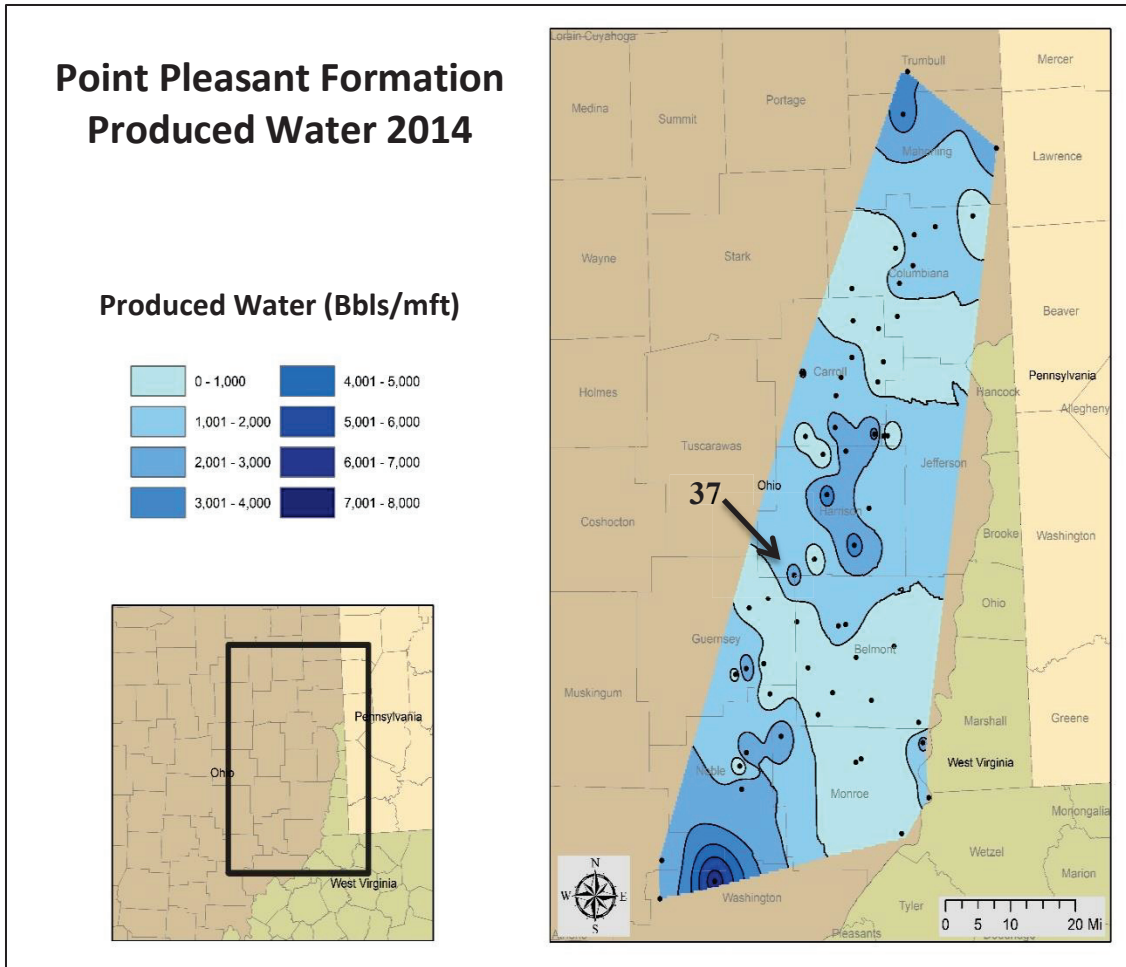 Point Pleasant Formation
Produced Water 2014
Produced Water (Bbls/mft)
0 - 1,000
1,001 - 2,000
2,001 - 3,000
3,001 - 4,000
4,001 - 5,000
5,001 - 6,000
6,001 - 7,000
7,001 - 8,000
Pennsylvania
Ohio
West Virginia
Lorain Cuyahoga
Trumbull
Mercer
Medina
Portage
Summit
Mahoning
Lawrence
Wayne
Stark
Columbiana
Beaver
Holmes
Carroll
Hancock
Pennsylvania
Allegheny
Tuscarawas
Jefferson
37
Ohio
Harrison
Coshocton
Brooke
Washington
Ohio
Guernsey
Belmont
Muskingum
Marshall
Greene
West Virginia
Noble
Monroe
Monongalia
Wetzel
Marion
Washington
Tyler
Pleasants
N
W E
S
0 5 10 20 Mi